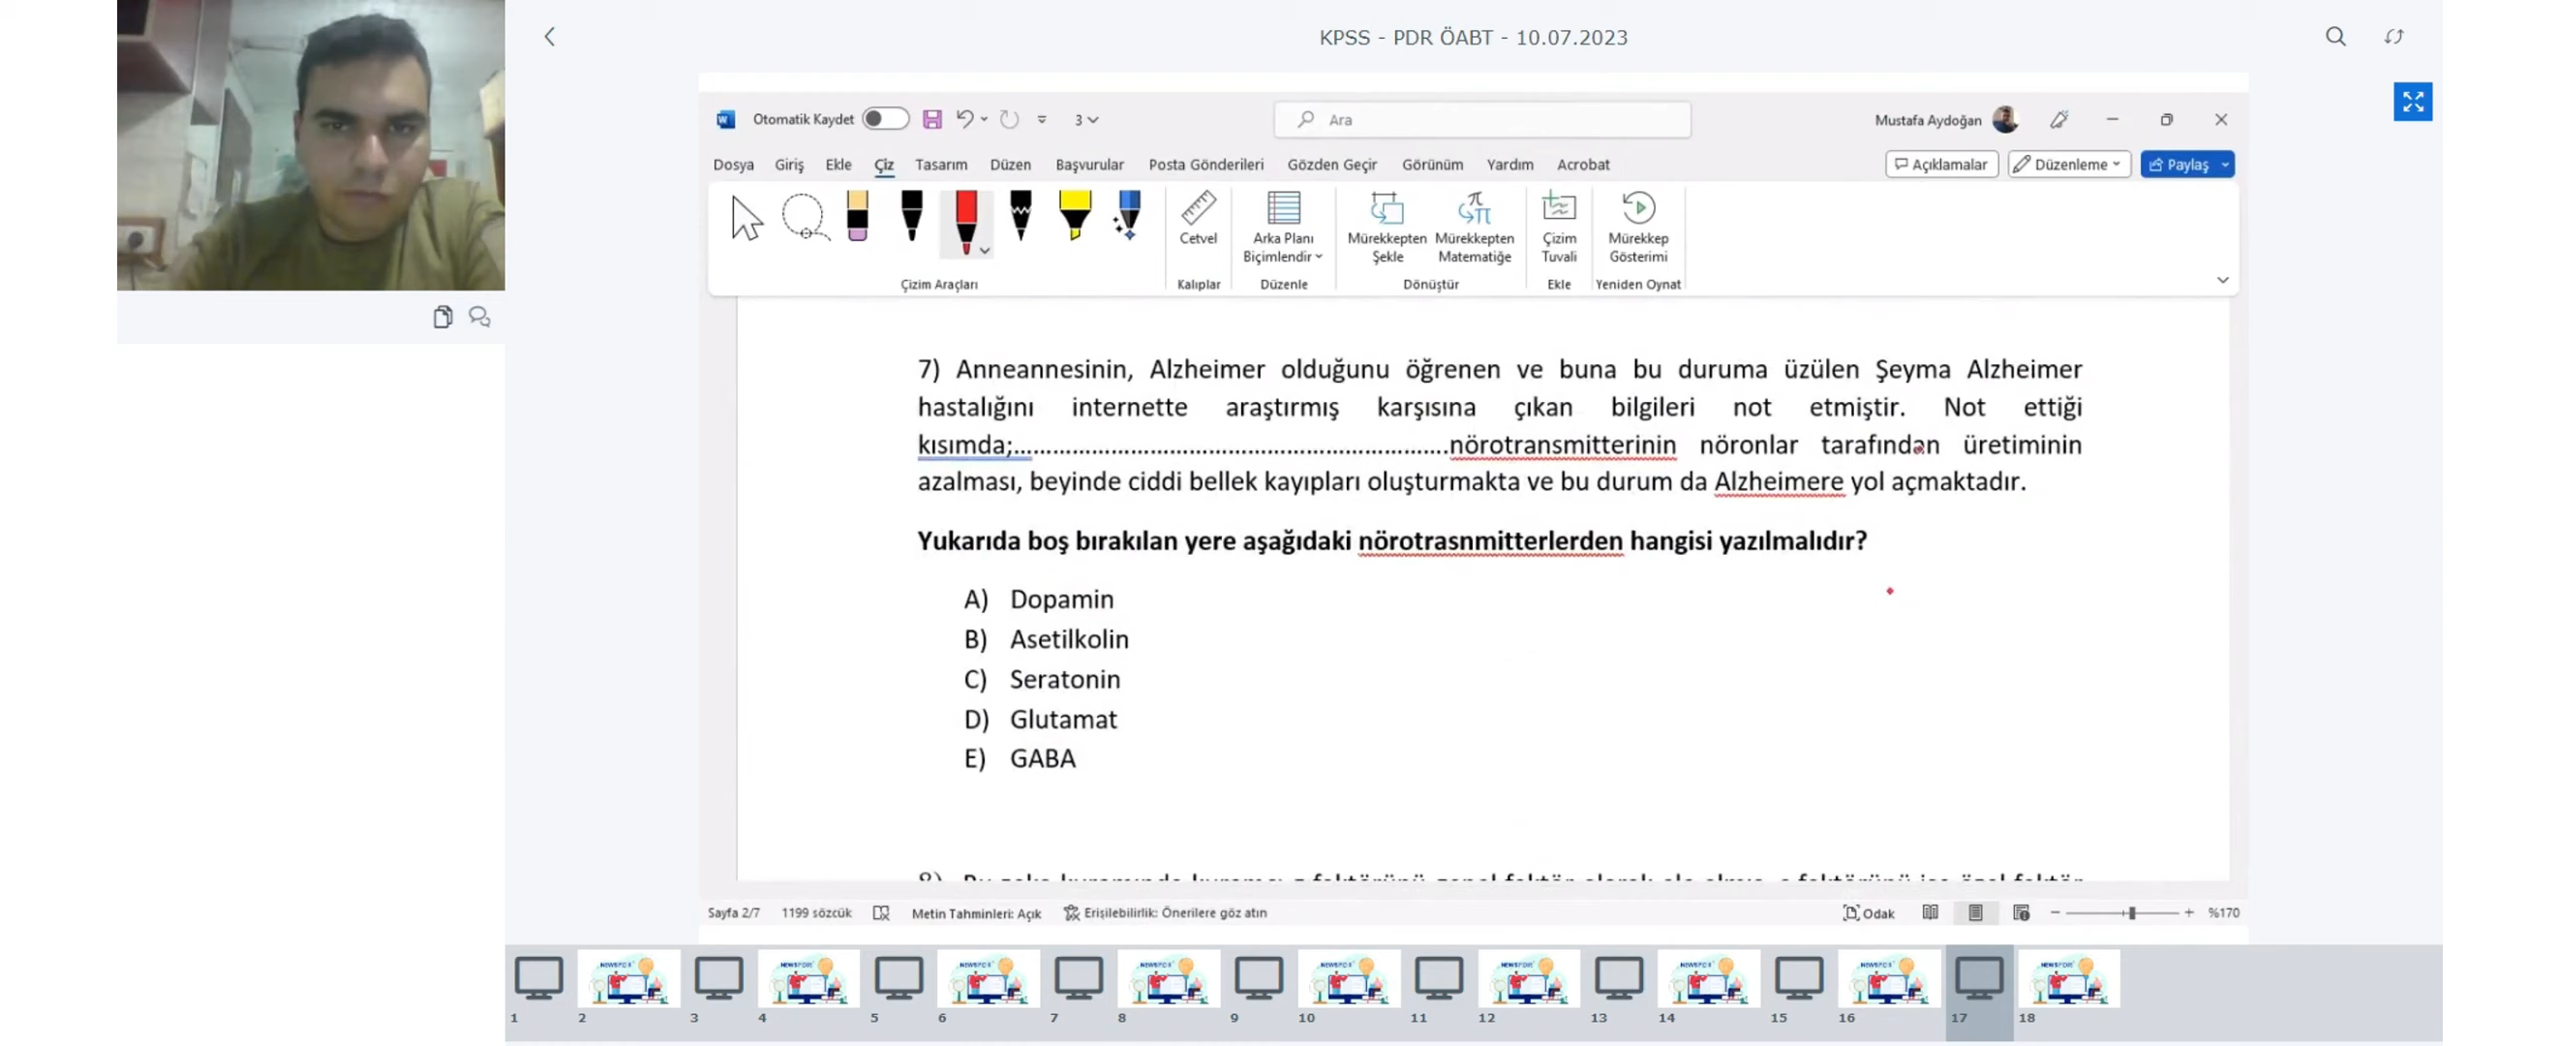 KPSS - PDR ÖABT - 10.07.2023
Otomatik Kaydet
3
Ara
Mustafa Aydoğan
Dosya Giriş Ekle Çiz Tasarım Düzen Başvurular Posta Gönderileri Gözden Geçir Görünüm Yardım Acrobat
Açıklamalar Düzenleme Paylaş
Cetvel
Arka Planı
Biçimlendir
Mürekkepten
Şekle
Mürekkepten
Matematiğe
Çizim
Tuvali
Mürekkep
Gösterimi
Çizim Araçları Kalıplar Düzenle Dönüştür Ekle Yeniden Oynat
7) Anneannesinin, Alzheimer olduğunu öğrenen ve buna bu duruma üzülen Şeyma Alzheimer
hastalığını internette araştırmış karşısına çıkan bilgileri not etmiştir. Not ettiği
kısımda;……………………………………………………….nörotransmitterinin nöronlar tarafından üretiminin
azalması, beyinde ciddi bellek kayıpları oluşturmakta ve bu durum da Alzheimere yol açmaktadır.
Yukarıda boş bırakılan yere aşağıdaki nörotrasnmitterlerden hangisi yazılmalıdır?
A) Dopamin
B) Asetilkolin
C) Seratonin
D) Glutamat
E) GABA
Sayfa 2/7 1199 sözcük Metin Tahminleri: Açık Erişilebilirlik: Önerilere göz atın Odak %170
1 2 3 4 5 6 7 8 9 10 11 12 13 14 15 16 17 18